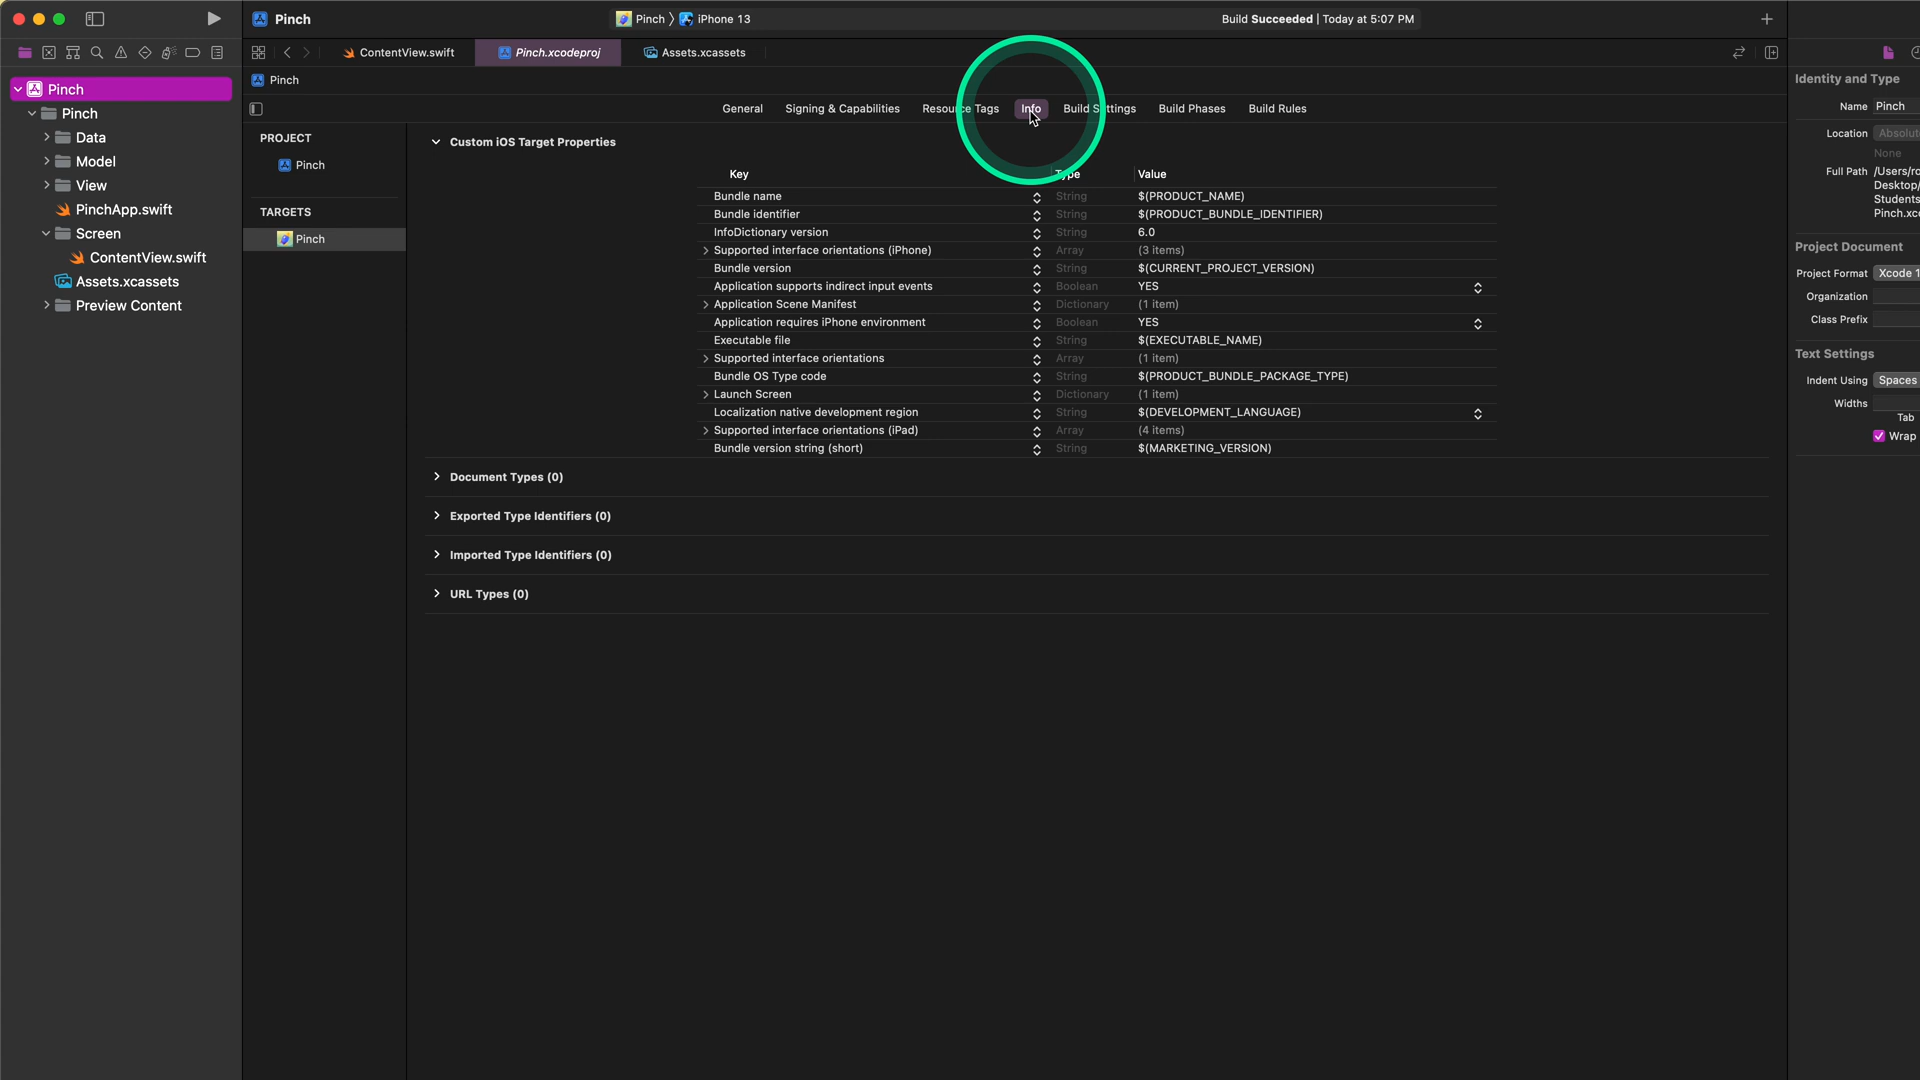 Pinch
Pinch
iPhone 13
Build Succeeded | Today at 5:07 PM
ContentView.swift
Pinch.xcodeproj
Assets.xcassets
Pinch
General
Signing & Capabilities
Resource Tags
Info
Build Settings
Build Phases
Build Rules
Pinch
Pinch
Data
Model
View
PinchApp.swift
Screen
ContentView.swift
Assets.xcassets
Preview Content
PROJECT
Pinch
TARGETS
Pinch
Custom iOS Target Properties
Key Type Value
Bundle name String $(PRODUCT_NAME)
Bundle identifier String $(PRODUCT_BUNDLE_IDENTIFIER)
InfoDictionary version String 6.0
Supported interface orientations (iPhone) Array (3 items)
Bundle version String $(CURRENT_PROJECT_VERSION)
Application supports indirect input events Boolean YES
Application Scene Manifest Dictionary (1 item)
Application requires iPhone environment Boolean YES
Executable file String $(EXECUTABLE_NAME)
Supported interface orientations Array (1 item)
Bundle OS Type code String $(PRODUCT_BUNDLE_PACKAGE_TYPE)
Launch Screen Dictionary (1 item)
Localization native development region String $(DEVELOPMENT_LANGUAGE)
Supported interface orientations (iPad) Array (4 items)
Bundle version string (short) String $(MARKETING_VERSION)
Document Types (0)
Exported Type Identifiers (0)
Imported Type Identifiers (0)
URL Types (0)
Identity and Type
Name Pinch
Location Absolute
None
Full Path /Users/ro
Desktop/
Students
Pinch.xc
Project Document
Project Format Xcode 1
Organization
Class Prefix
Text Settings
Indent Using Spaces
Widths
Tab
Wrap